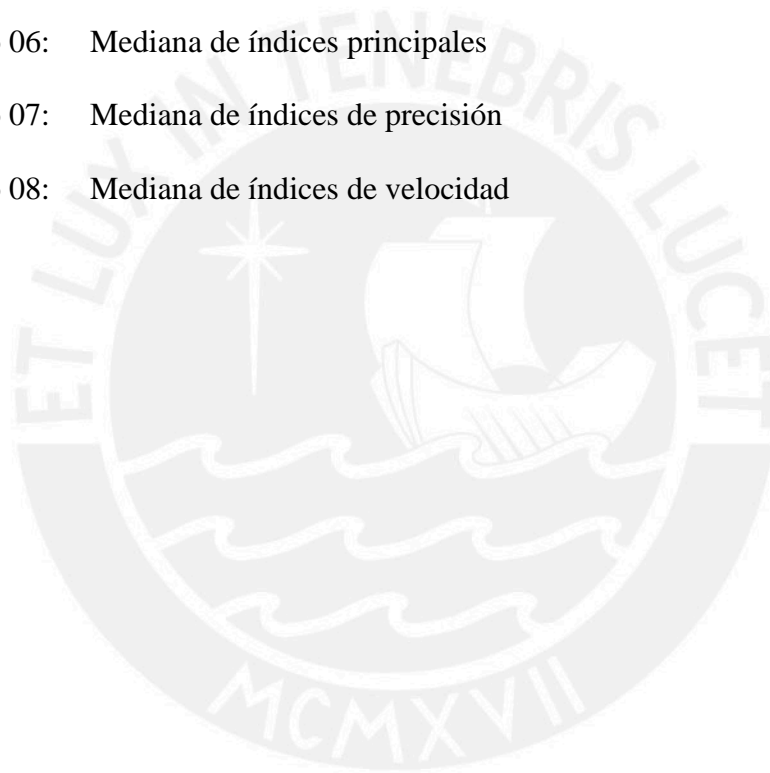 06: Mediana de índices principales
07: Mediana de índices de precisión
08: Mediana de índices de velocidad
ET LUX IN TENEBRIS LUCET
MCMXVII